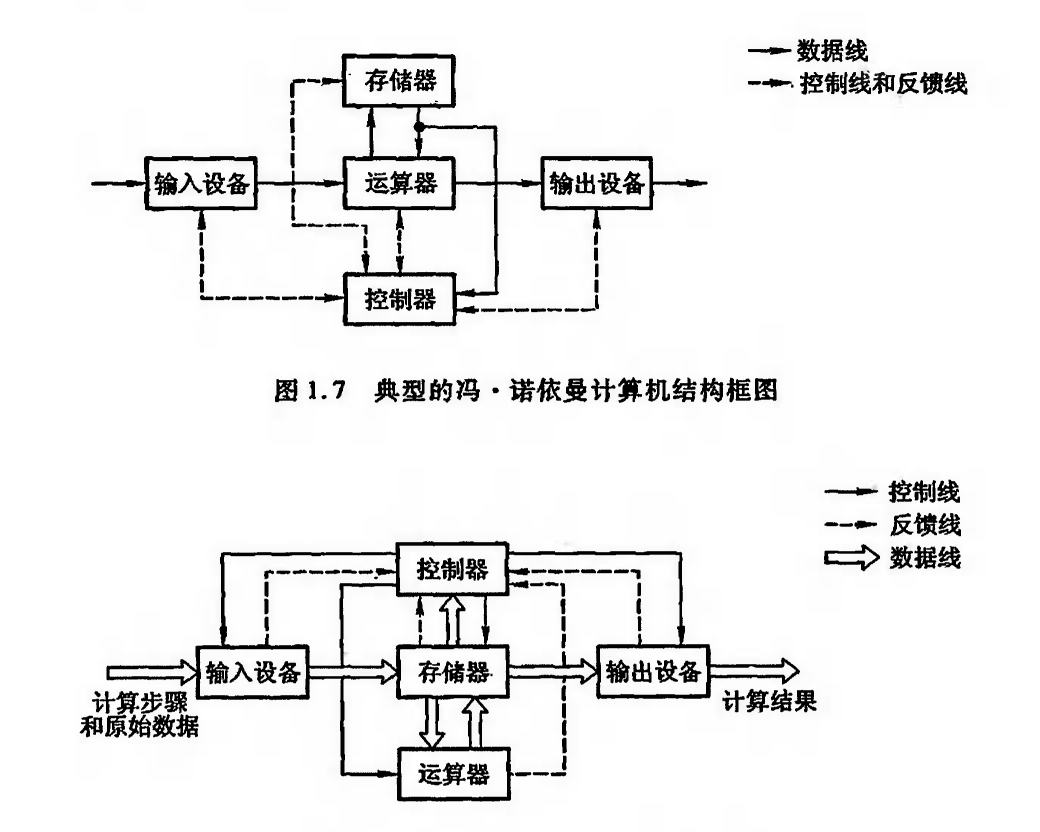 数据线
控制线和反馈线
存储器
输入设备
运算器
输出设备
控制器
图 1.7 典型的冯·诺依曼计算机结构框图
控制线
反馈线
数据线
控制器
输入设备
存储器
输出设备
计算步骤
和原始数据
计算结果
运算器